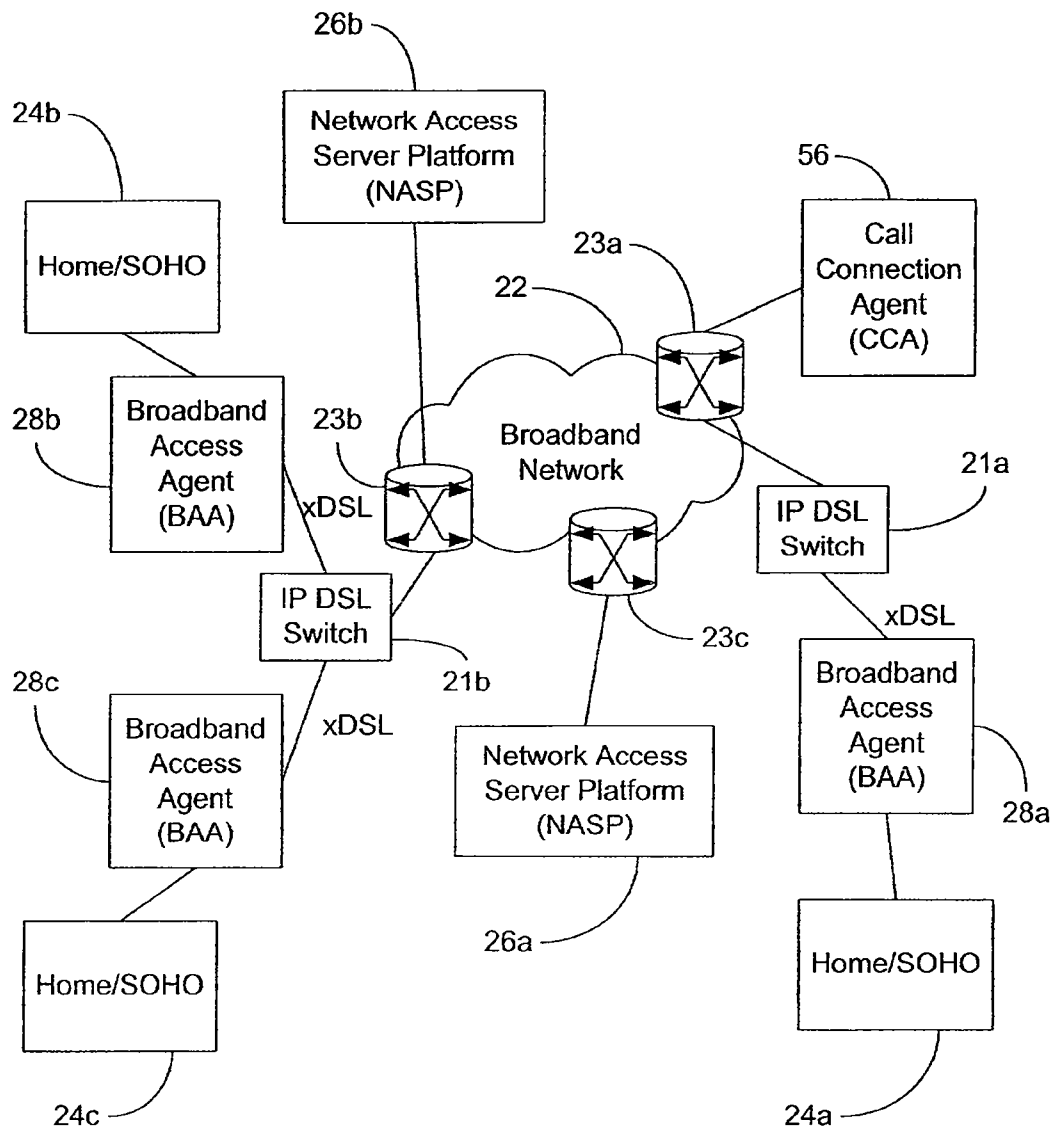 26b
24b
Network Access
Server Platform
(NASP)
56
Home/SOHO
23a
Call
Connection
Agent
(CCA)
22
28b
Broadband
Access
Agent
(BAA)
23b
Broadband
Network
21a
xDSL
IP DSL
Switch
IP DSL
Switch
23c
xDSL
28c
21b
Broadband
Access
Agent
(BAA)
xDSL
Broadband
Access
Agent
(BAA)
Network Access
Server Platform
(NASP)
28a
26a
Home/SOHO
Home/SOHO
24c
24a